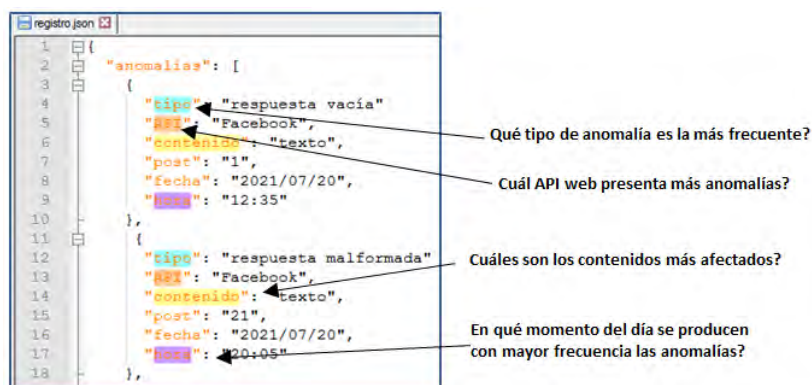 registro.json
1 {
2 "anomalias": [
3 {
4 "tipo": "respuesta vacía"
5 "API": "Facebook",
6 "contenido": "texto",
7 "post": "1",
8 "fecha": "2021/07/20",
9 "hora": "12:35"
10 },
11 {
12 "tipo": "respuesta malformada"
13 "API": "Facebook",
14 "contenido": "texto",
15 "post": "21",
16 "fecha": "2021/07/20",
17 "hora": "20:05"
18 },
Qué tipo de anomalía es la más frecuente?
Cuál API web presenta más anomalías?
Cuáles son los contenidos más afectados?
En qué momento del día se producen
con mayor frecuencia las anomalías?